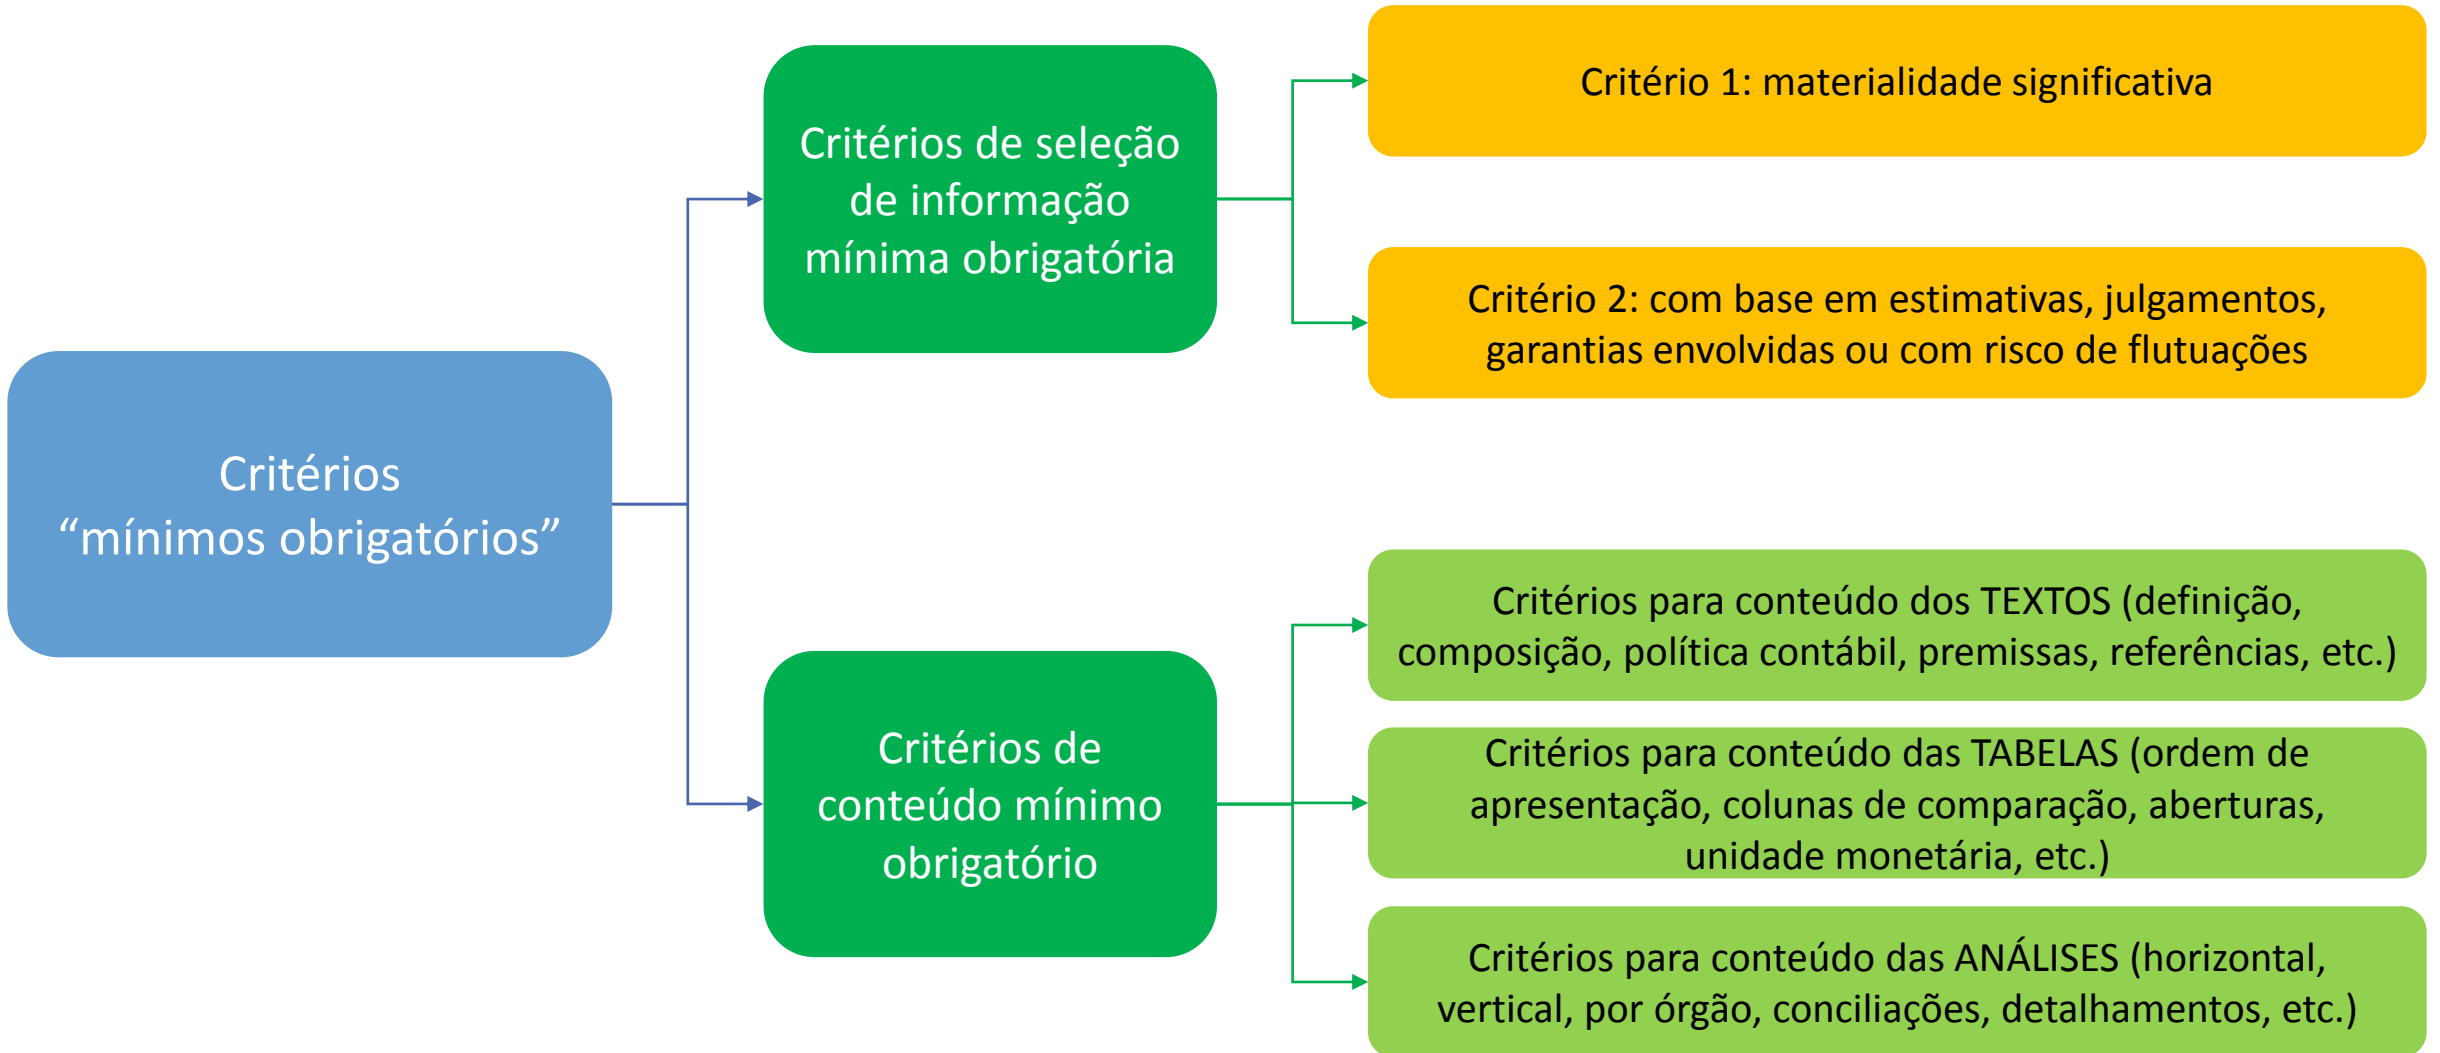 Critérios
“mínimos obrigatórios”
Critérios de seleção
de informação
mínima obrigatória
Critério 1: materialidade significativa
Critério 2: com base em estimativas, julgamentos,
garantias envolvidas ou com risco de flutuações
Critérios de
conteúdo mínimo
obrigatório
Critérios para conteúdo dos TEXTOS (definição,
composição, política contábil, premissas, referências, etc.)
Critérios para conteúdo das TABELAS (ordem de
apresentação, colunas de comparação, aberturas,
unidade monetária, etc.)
Critérios para conteúdo das ANÁLISES (horizontal,
vertical, por órgão, conciliações, detalhamentos, etc.)